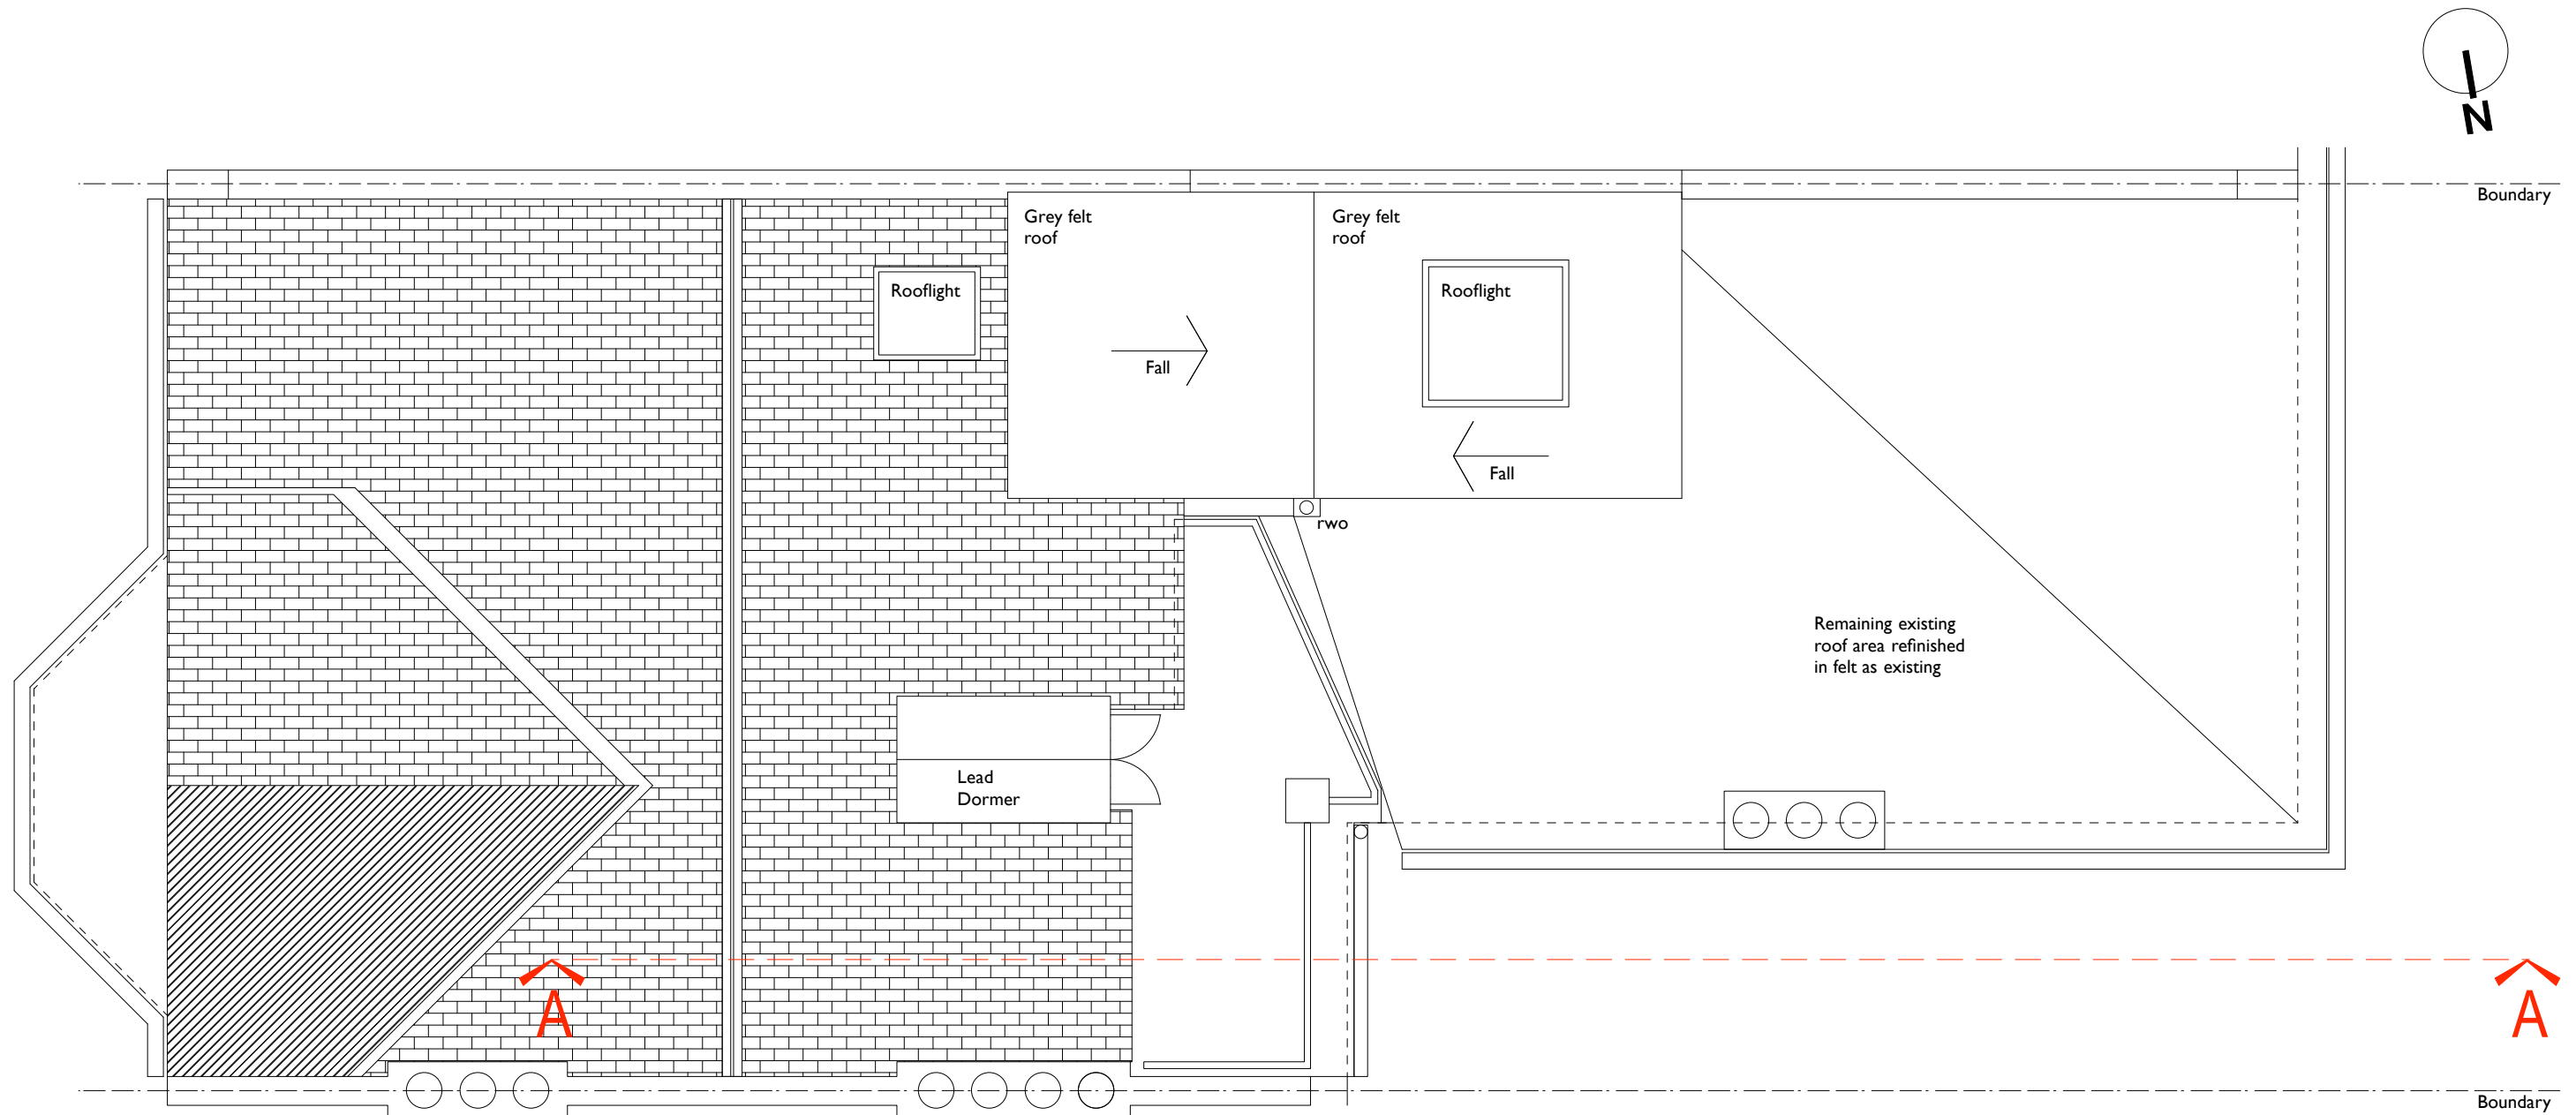 N
Boundary
Grey felt
roof
Grey felt
roof
Rooflight
Rooflight
Fall
Fall
rwo
Remaining existing
roof area refinished
in felt as existing
Lead
Dormer
A
A
Boundary